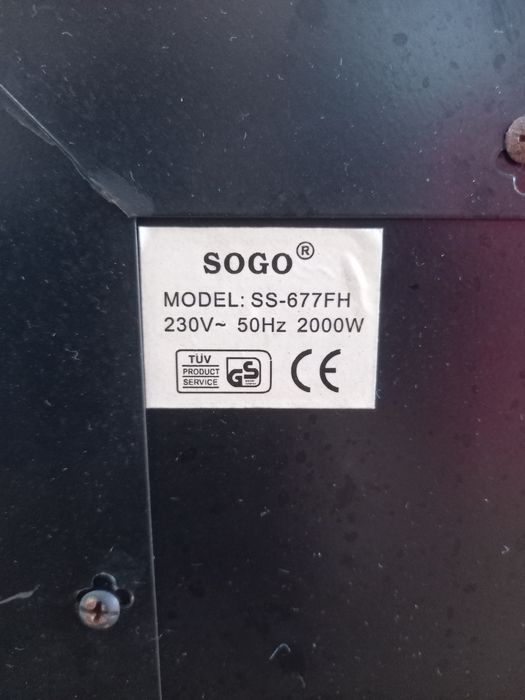 SOGO®
MODEL: SS-677FH
230V~ 50Hz 2000W
TÜV
PRODUCT
SERVICE
GS
CE